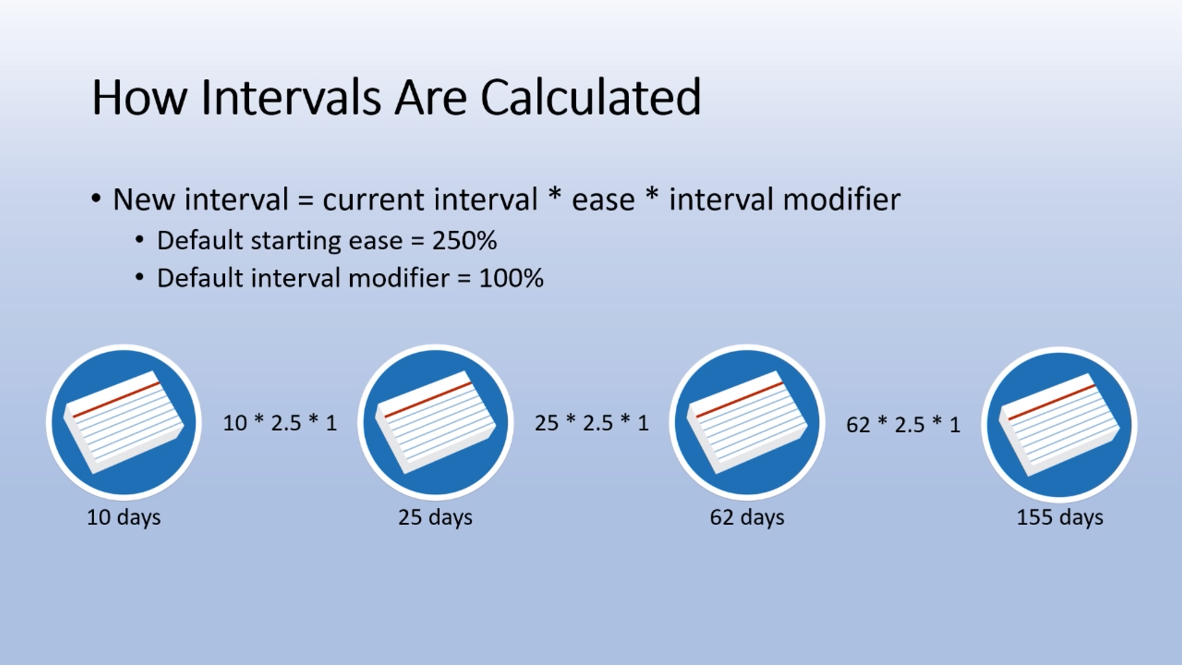 How Intervals Are Calculated
• New interval = current interval * ease * interval modifier
• Default starting ease = 250%
• Default interval modifier = 100%
10 * 2.5 * 1
25 * 2.5 * 1
62 * 2.5 * 1
10 days
25 days
62 days
155 days